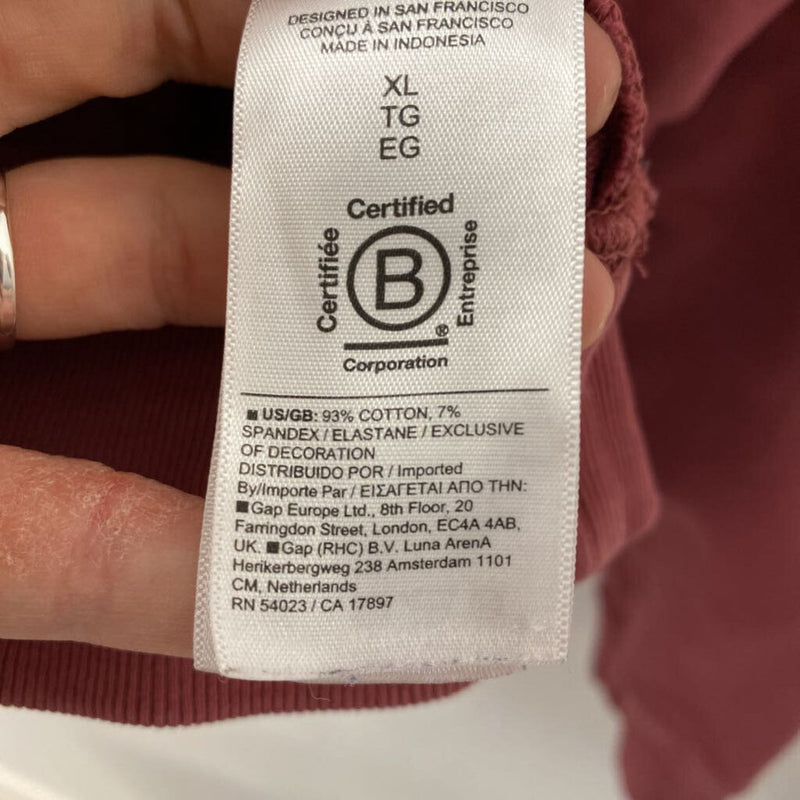 DESIGNED IN SAN FRANCISCO
CONÇU À SAN FRANCISCO
MADE IN INDONESIA
XL
TG
EG
Certified
Certifiée
B
Entreprise
®
Corporation
■ US/GB: 93% COTTON, 7%
SPANDEX / ELASTANE / EXCLUSIVE
OF DECORATION
DISTRIBUIDO POR / Imported
By/Importe Par / ΕΙΣΑΓΕΤΑΙ ΑΠΟ ΤΗΝ:
■Gap Europe Ltd., 8th Floor, 20
Farringdon Street, London, EC4A 4AB,
UK. ■Gap (RHC) B.V. Luna ArenA
Herikerbergweg 238 Amsterdam 1101
CM, Netherlands
RN 54023 / CA 17897